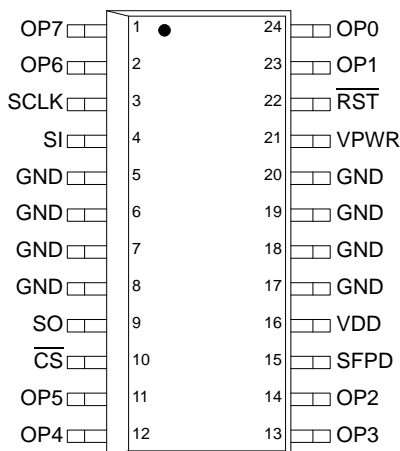 OP7 1 24 OP0
OP6 2 23 OP1
SCLK 3 22 RST
SI 4 21 VPWR
GND 5 20 GND
GND 6 19 GND
GND 7 18 GND
GND 8 17 GND
SO 9 16 VDD
CS 10 15 SFPD
OP5 11 14 OP2
OP4 12 13 OP3